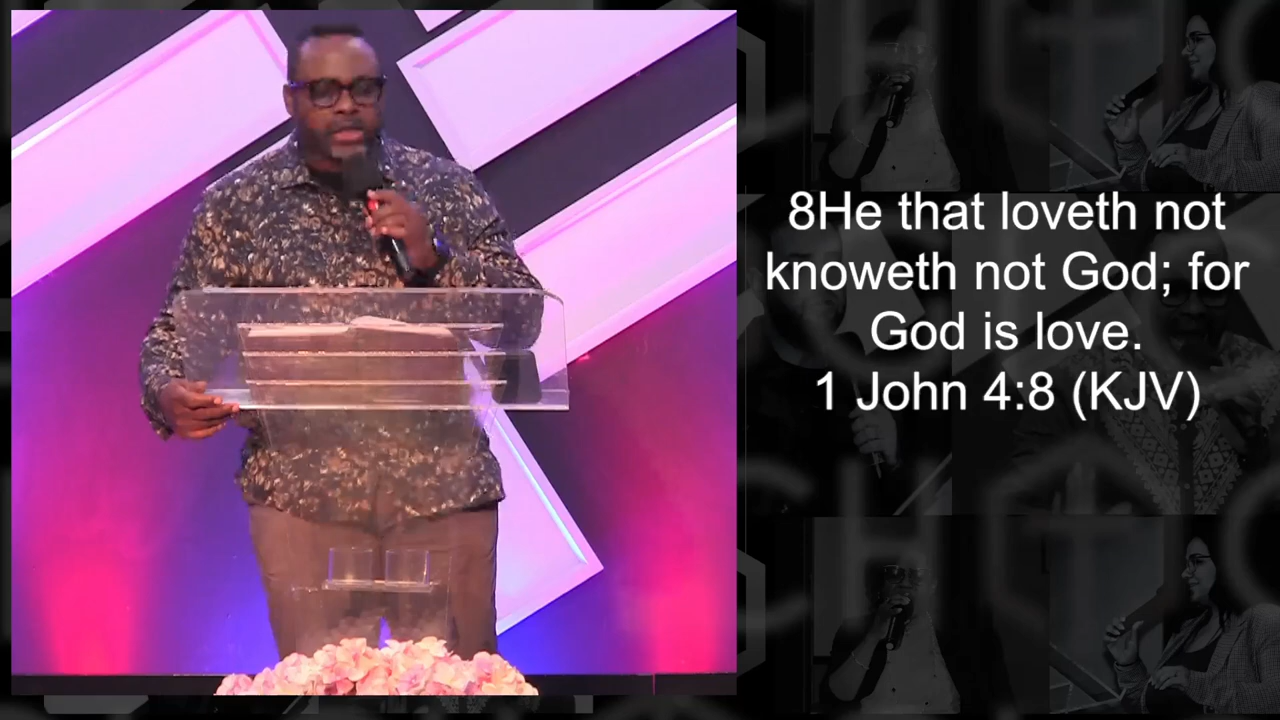 8He that loveth not
knoweth not God; for
God is love.
1 John 4:8 (KJV)